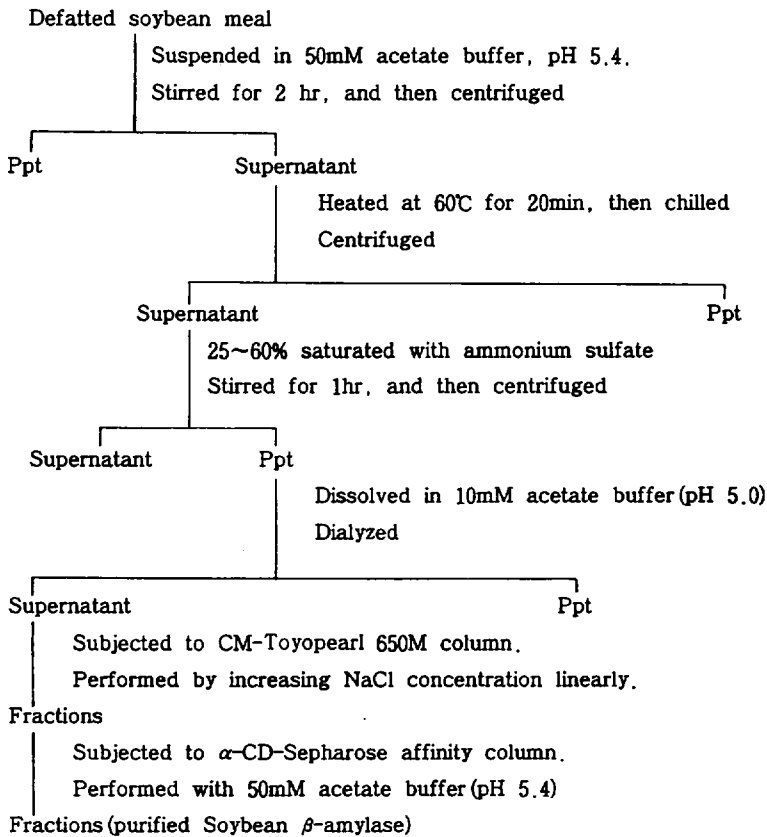 Defatted soybean meal
Suspended in 50mM acetate buffer, pH 5.4.
Stirred for 2 hr, and then centrifuged
Ppt Supernatant
Heated at 60℃ for 20min, then chilled
Centrifuged
Supernatant Ppt
25~60% saturated with ammonium sulfate
Stirred for 1hr, and then centrifuged
Supernatant Ppt
Dissolved in 10mM acetate buffer(pH 5.0)
Dialyzed
Supernatant Ppt
Subjected to CM-Toyopearl 650M column.
Performed by increasing NaCl concentration linearly.
Fractions
Subjected to α-CD-Sepharose affinity column.
Performed with 50mM acetate buffer(pH 5.4)
Fractions(purified Soybean β-amylase)